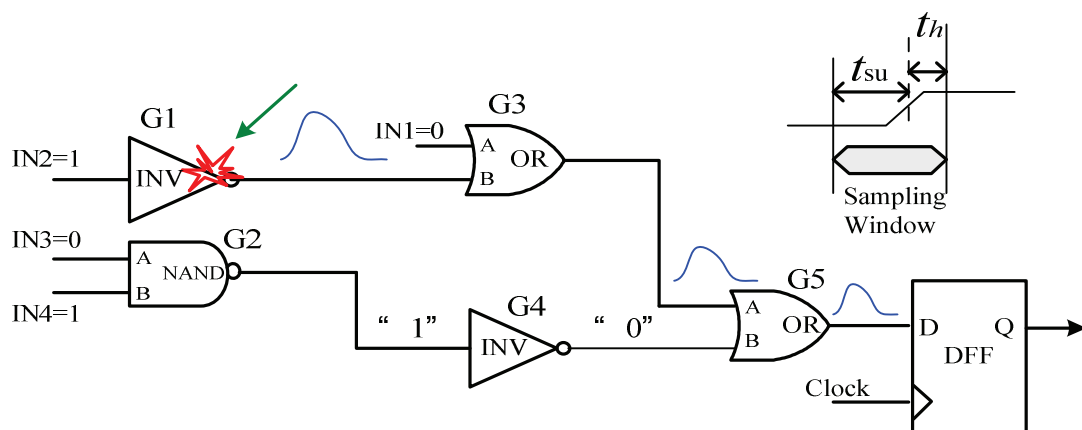 t_h
t_su
Sampling
Window
G1
IN2=1
INV
G3
IN1=0
A
OR
B
IN3=0
G2
A
NAND
B
IN4=1
“ 1”
G4
INV
“ 0”
G5
A
OR
B
D
Q
DFF
Clock